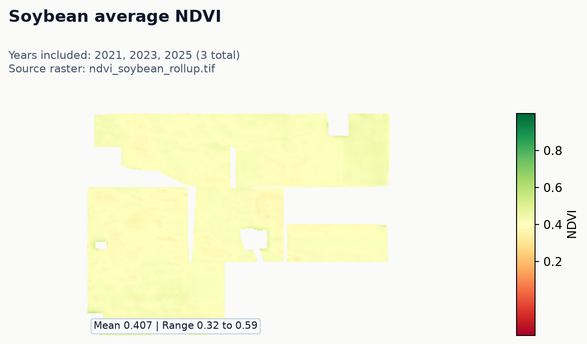 Soybean average NDVI
Years included: 2021, 2023, 2025 (3 total)
Source raster: ndvi_soybean_rollup.tif
0.8
0.6
0.4
0.2
NDVI
Mean 0.407 | Range 0.32 to 0.59